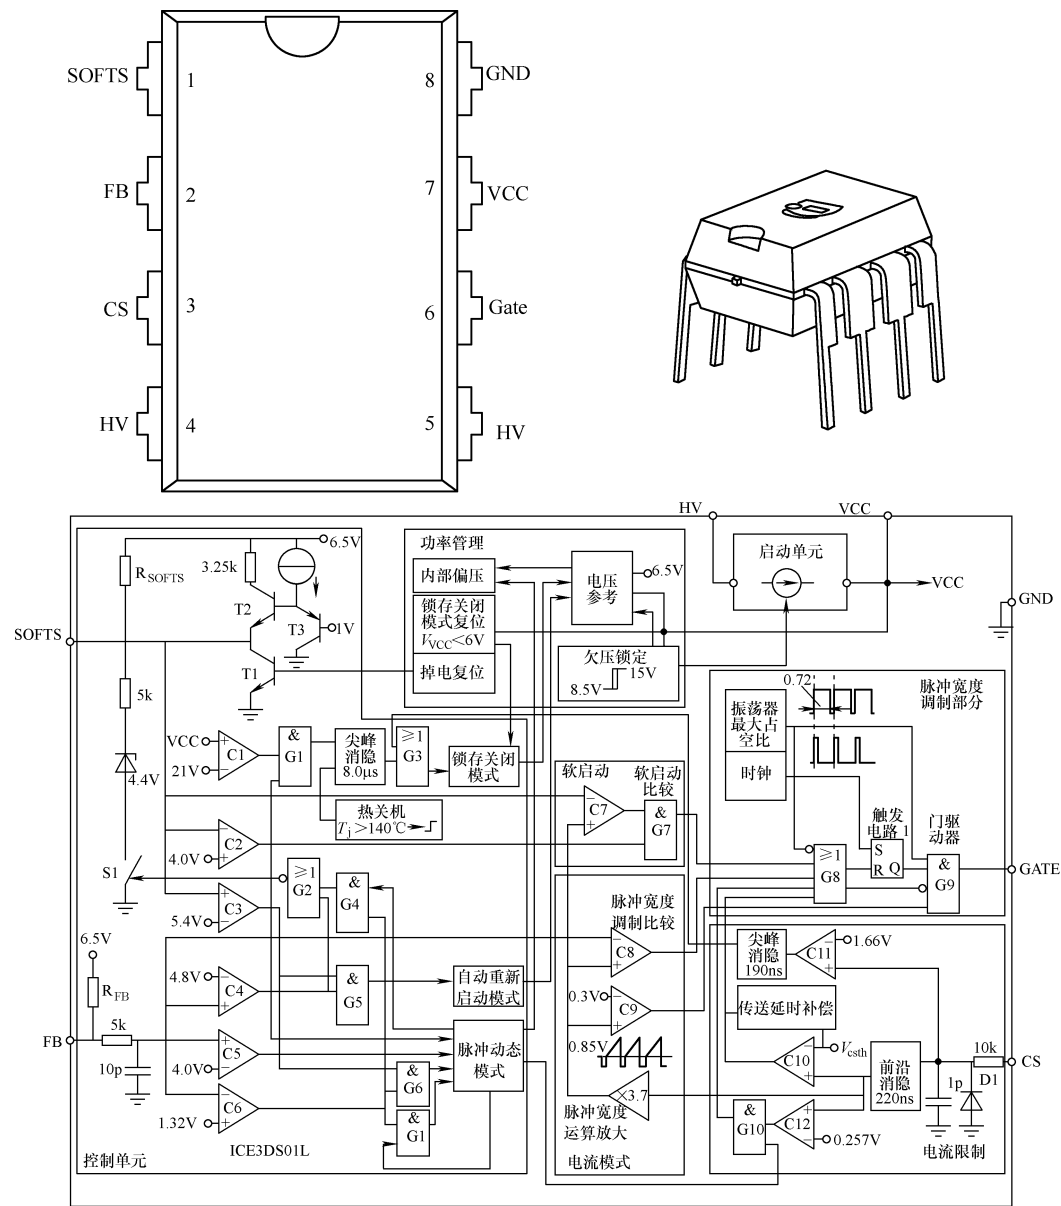 SOFTS
1
8
GND
FB
2
7
VCC
CS
3
6
Gate
HV
4
5
HV
HV
VCC
6.5V
R_SOFTS
3.25k
T2
T3
1V
T1
SOFTS
功率管理
内部偏压
锁存关闭
模式复位
V_VCC<6V
掉电复位
电压
参考
6.5V
欠压锁定
15V
8.5V
启动单元
VCC
GND
5k
4.4V
VCC
21V
C1
&
G1
尖峰
消隐
8.0μs
≥1
G3
锁存关闭
模式
热关机
Tj>140℃
4.0V
C2
S1
≥1
G2
&
G4
5.4V
C3
软启动
软启动
比较
C7
&
G7
0.72
脉冲宽度
调制部分
振荡器
最大占
空比
时钟
触发
电路 1
S
R Q
门驱
动器
≥1
G8
&
G9
GATE
6.5V
R_FB
4.8V
C4
&
G5
自动重新
启动模式
脉冲宽度
调制比较
C8
0.3V
C9
0.85V
尖峰
消隐
190ns
C11
1.66V
传送延时补偿
FB
5k
10p
C5
4.0V
脉冲动态
模式
&
G6
&
G1
C6
1.32V
×3.7
脉冲宽度
运算放大
C10
Vcsth
前沿
消隐
220ns
10k
CS
1p
D1
&
G10
C12
0.257V
ICE3DS01L
控制单元
电流模式
电流限制